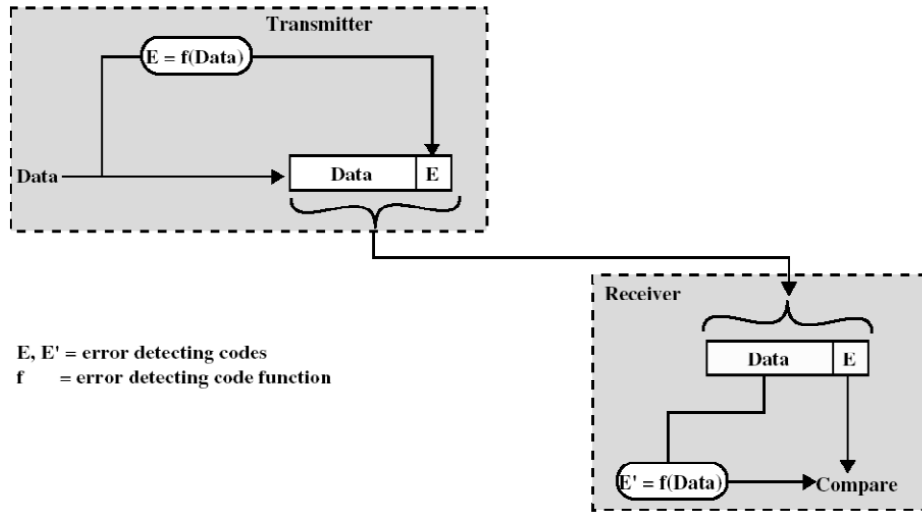 Transmitter
E = f(Data)
Data
Data E
Receiver
E, E' = error detecting codes
f = error detecting code function
Data E
E' = f(Data)
Compare